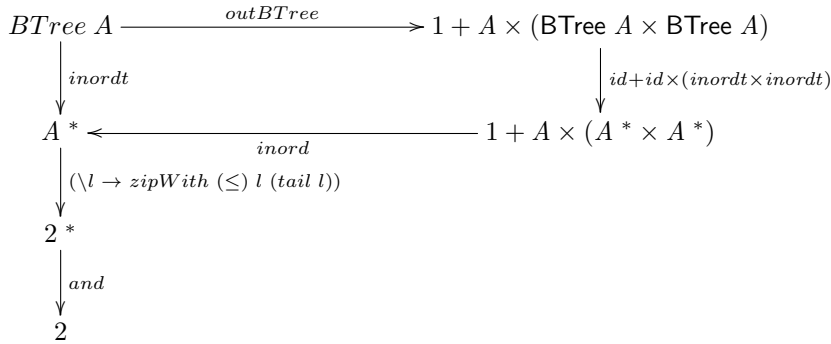 outBTree
BTree A 1 + A × (BTree A × BTree A)
inordt id+id×(inordt×inordt)
A * 1 + A × (A * × A *)
inord
(\l → zipWith (≤) l (tail l))
2 *
and
2